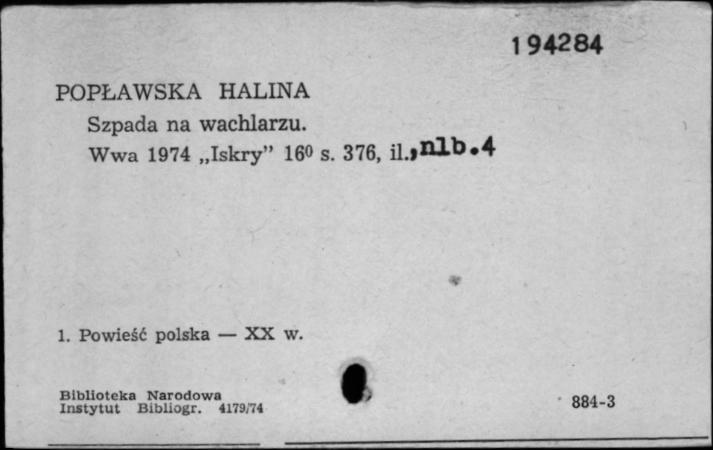 194284
POPŁAWSKA HALINA
Szpada na wachlarzu.
Wwa 1974 „Iskry” 16⁰ s. 376, il.,nlb.4
1. Powieść polska — XX w.
Biblioteka Narodowa
Instytut Bibliogr. 4179/74
884-3